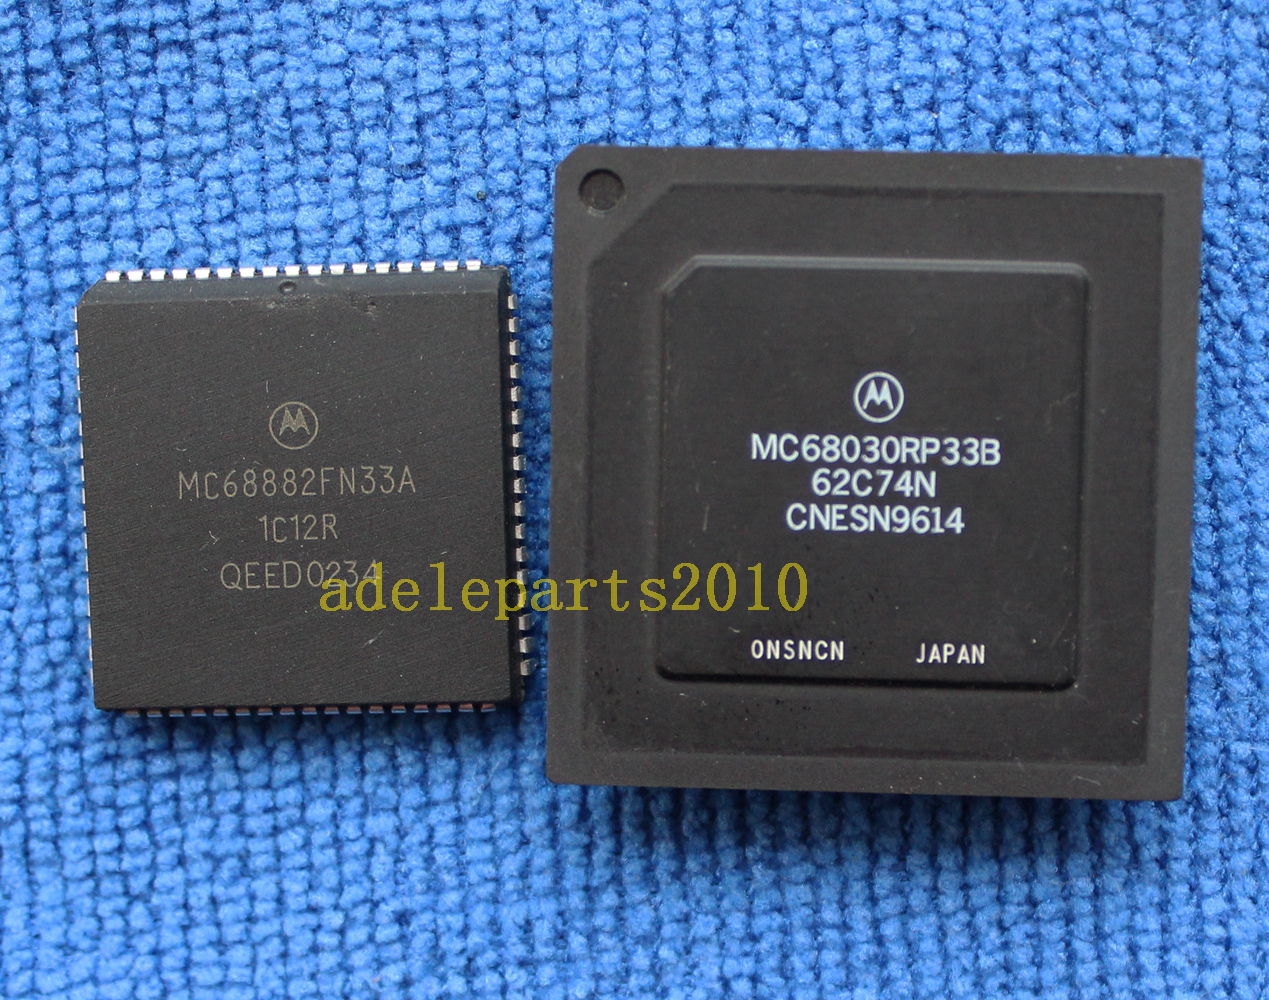 MC68882FN33A
1C12R
QEED0234
MC68030RP33B
62C74N
CNESN9614
ONSNCN JAPAN
adeleparts2010